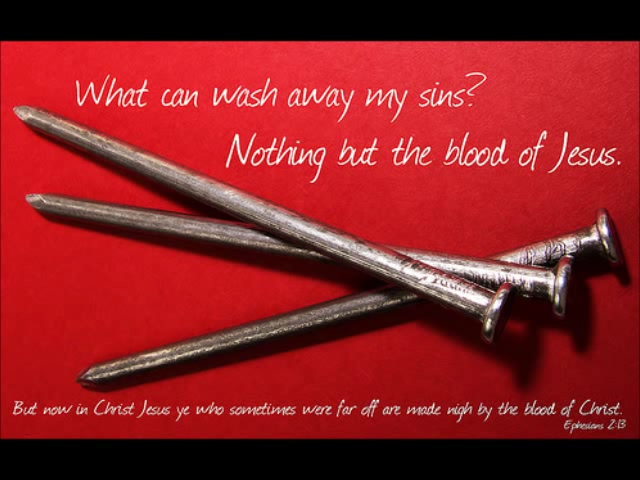 What can wash away my sins?
Nothing but the blood of Jesus.
But now in Christ Jesus ye who sometimes were far off are made nigh by the blood of Christ.
Ephesians 2:13